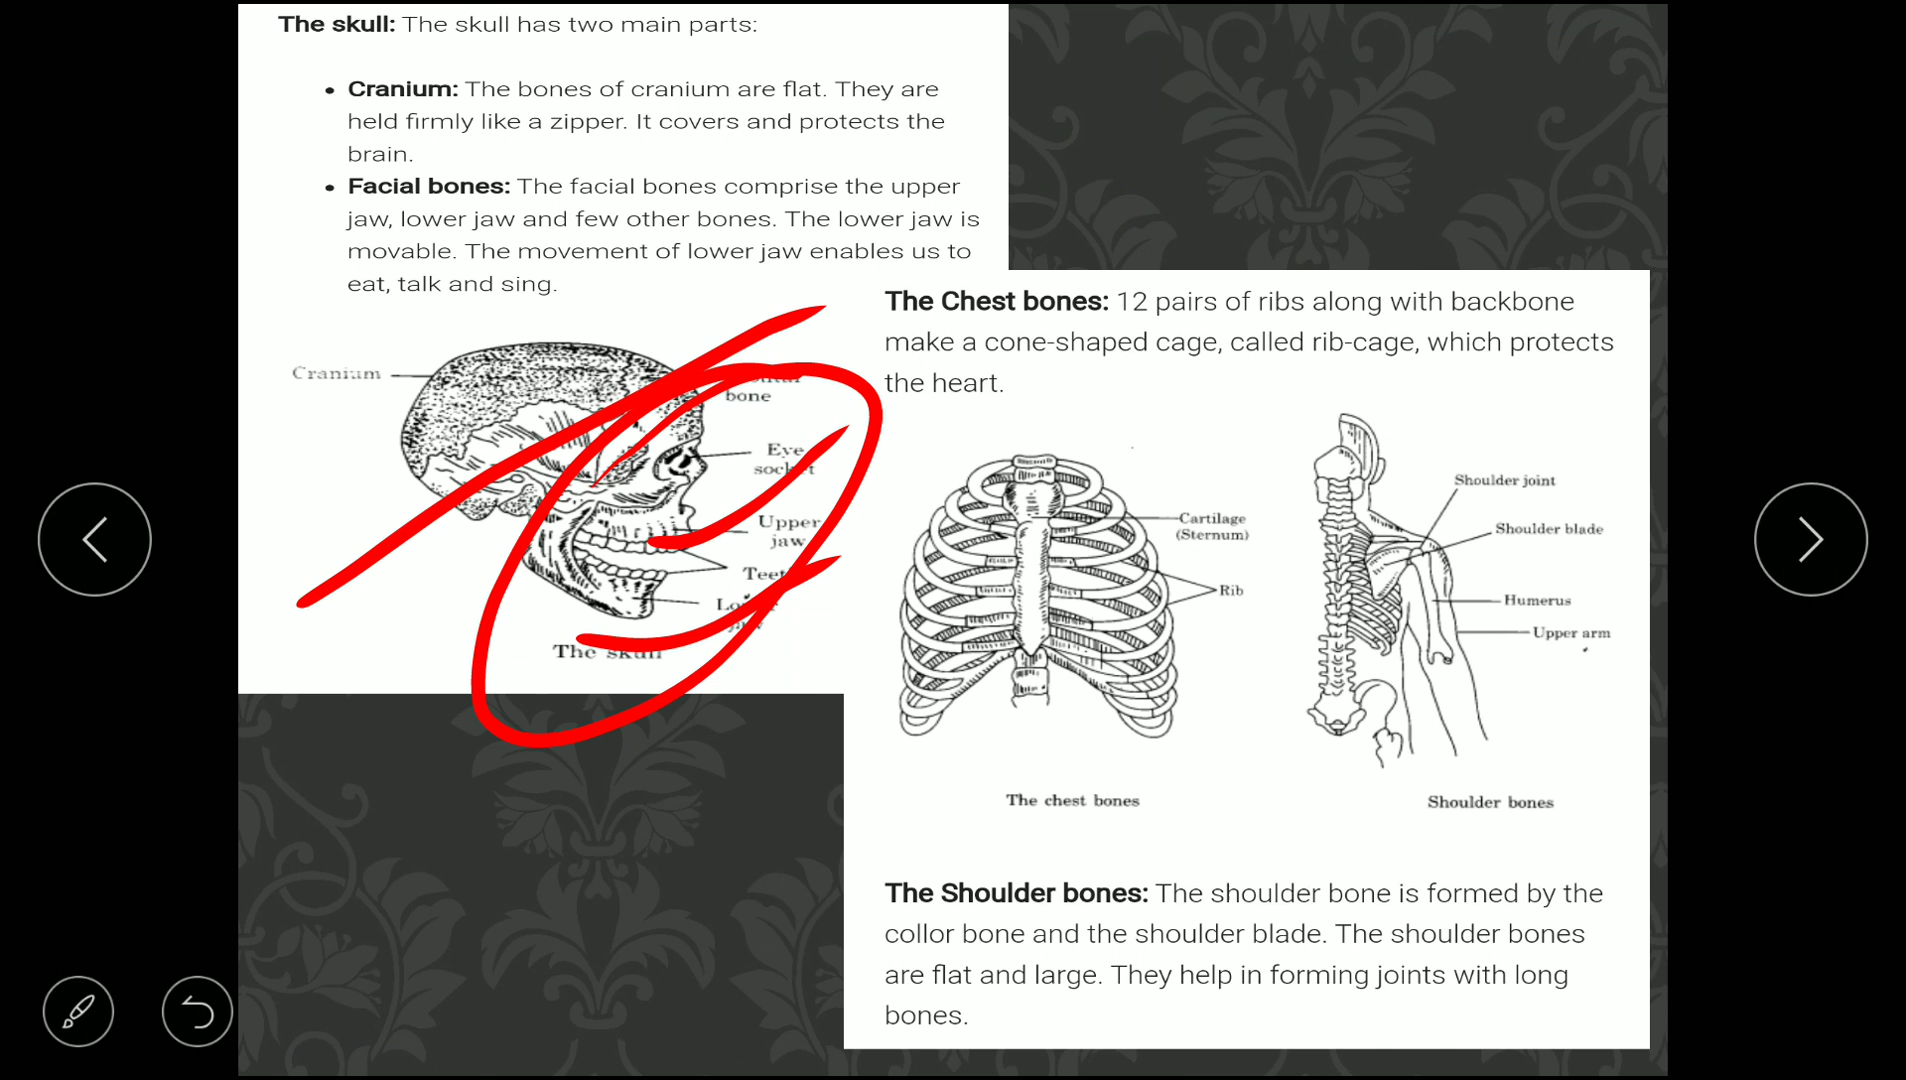 The skull: The skull has two main parts:
• Cranium: The bones of cranium are flat. They are
held firmly like a zipper. It covers and protects the
brain.
• Facial bones: The facial bones comprise the upper
jaw, lower jaw and few other bones. The lower jaw is
movable. The movement of lower jaw enables us to
eat, talk and sing.
Cranium
bone
Eye
socket
Upper
jaw
Teeth
jaw
The skull
The Chest bones: 12 pairs of ribs along with backbone
make a cone-shaped cage, called rib-cage, which protects
the heart.
Cartilage
(Sternum)
Rib
The chest bones
Shoulder joint
Shoulder blade
Humerus
Upper arm
Shoulder bones
The Shoulder bones: The shoulder bone is formed by the
collor bone and the shoulder blade. The shoulder bones
are flat and large. They help in forming joints with long
bones.